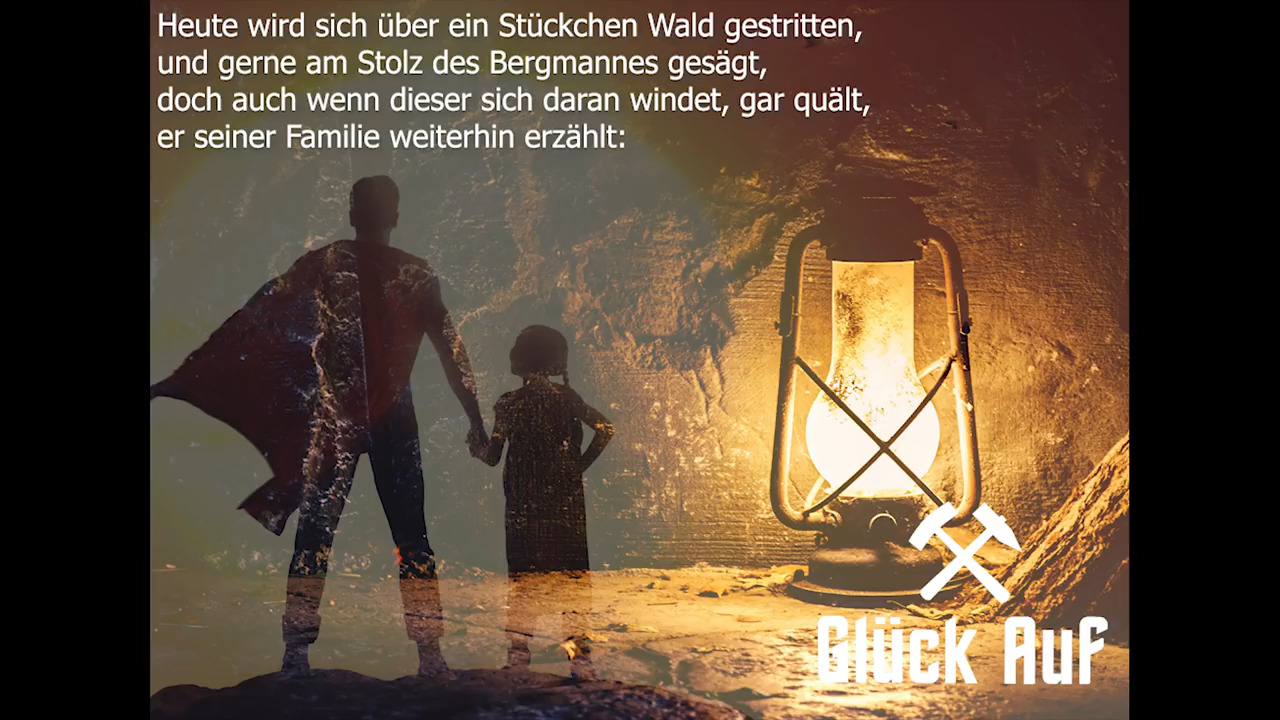 Heute wird sich über ein Stückchen Wald gestritten,
und gerne am Stolz des Bergmannes gesägt,
doch auch wenn dieser sich daran windet, gar quält,
er seiner Familie weiterhin erzählt:
Glück Auf